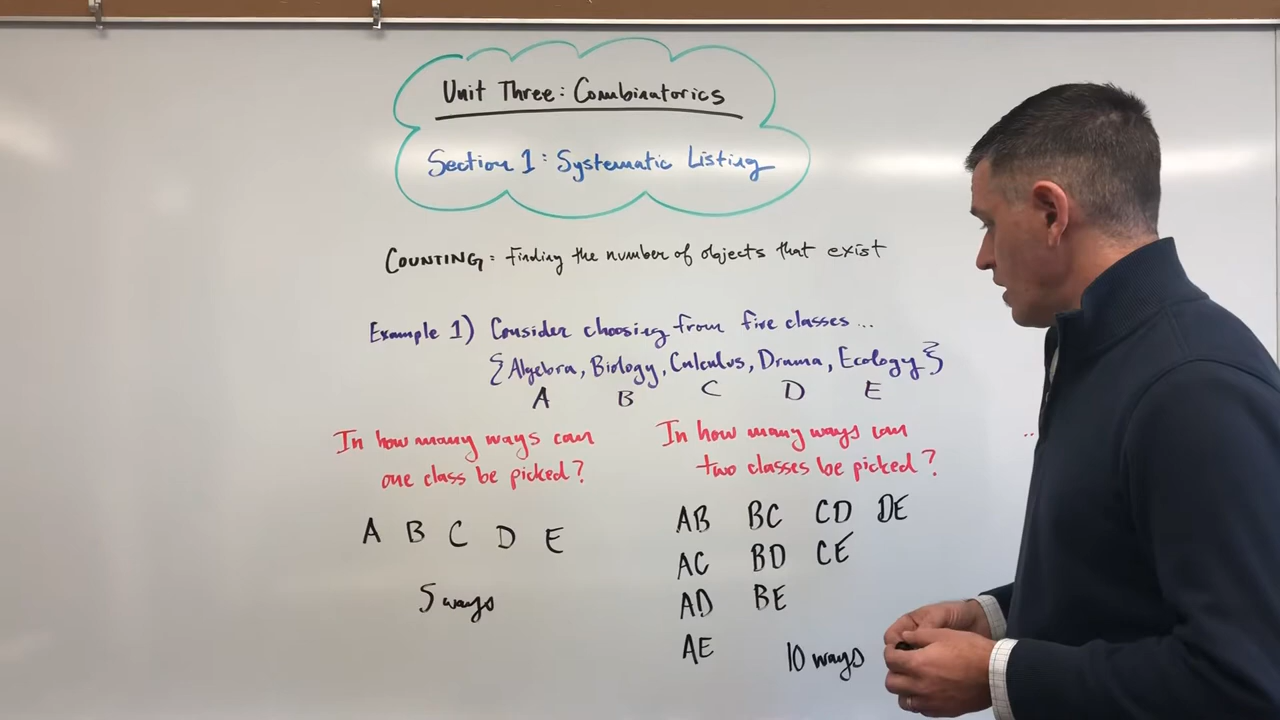 Unit Three: Combinatorics
Section 1: Systematic Listing
COUNTING: Finding the number of objects that exist
Example 1) Consider choosing from five classes...
{Algebra, Biology, Calculus, Drama, Ecology}
A B C D E
In how many ways can
one class be picked?
A B C D E
5 ways
In how many ways can
two classes be picked?
AB BC CD DE
AC BD CE
AD BE
AE
10 ways
...